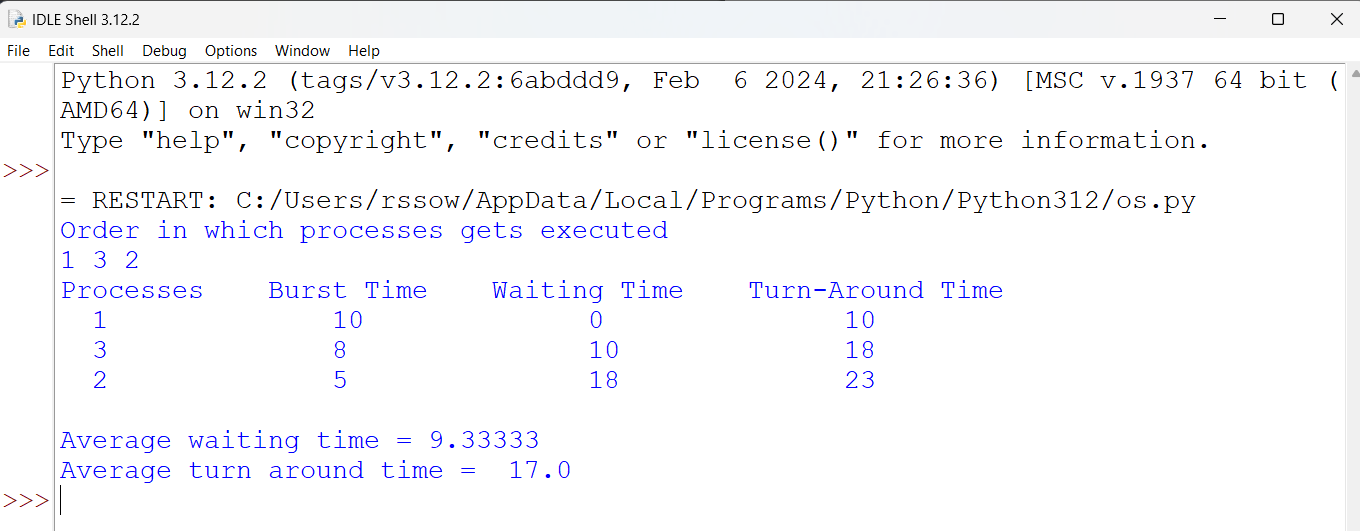 IDLE Shell 3.12.2
File Edit Shell Debug Options Window Help
Python 3.12.2 (tags/v3.12.2:6abddd9, Feb  6 2024, 21:26:36) [MSC v.1937 64 bit (
AMD64)] on win32
Type "help", "copyright", "credits" or "license()" for more information.
>>>
= RESTART: C:/Users/rssow/AppData/Local/Programs/Python/Python312/os.py
Order in which processes gets executed
1 3 2
Processes    Burst Time    Waiting Time    Turn-Around Time
1    10    0    10
3    8    10    18
2    5    18    23
Average waiting time = 9.33333
Average turn around time =  17.0
>>>